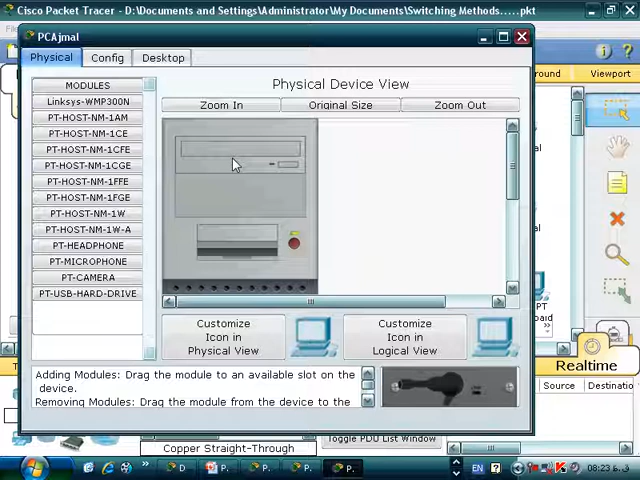 Cisco Packet Tracer - D:\Documents and Settings\Administrator\My Documents\Switching Methods.....pkt
PCAjmal
Physical
Config
Desktop
MODULES
Linksys-WMP300N
PT-HOST-NM-1AM
PT-HOST-NM-1CE
PT-HOST-NM-1CFE
PT-HOST-NM-1CGE
PT-HOST-NM-1FFE
PT-HOST-NM-1FGE
PT-HOST-NM-1W
PT-HOST-NM-1W-A
PT-HEADPHONE
PT-MICROPHONE
PT-CAMERA
PT-USB-HARD-DRIVE
Physical Device View
Zoom In
Original Size
Zoom Out
Customize
Icon in
Physical View
Customize
Icon in
Logical View
Adding Modules: Drag the module to an available slot on the
device.
Removing Modules: Drag the module from the device to the
ound
Viewport
PT
board
Realtime
Source
Destinatio
Copper Straight-Through
Toggle PDU List Window
D
P.
P.
P.
P.
EN
08:23